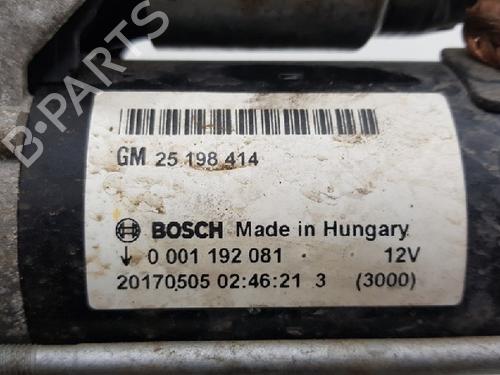 GM 25 198 414
BOSCH Made in Hungary
0 001 192 081 12V
20170505 02:46:21 3 (3000)
B-PARTS